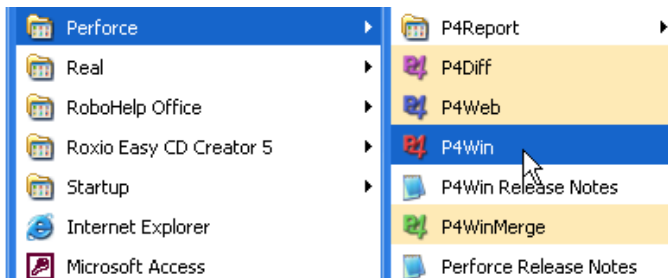 Perforce
Real
RoboHelp Office
Roxio Easy CD Creator 5
Startup
Internet Explorer
Microsoft Access
P4Report
P4Diff
P4Web
P4Win
P4Win Release Notes
P4WinMerge
Perforce Release Notes